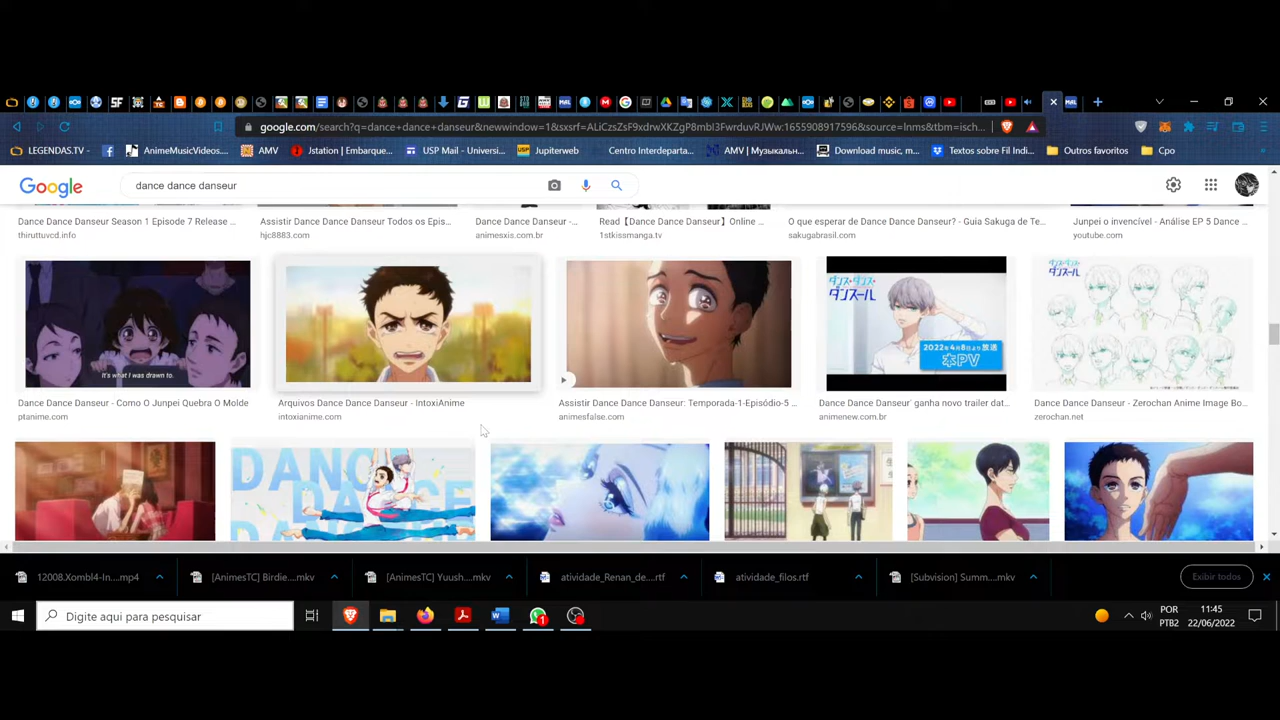 google.com/search?q=dance+dance+danseur&newwindow=1&sxsrf=ALiCzsZsF9xdrwXKZgP8mbI3FwrduvRJWw:1655908917596&source=lnms&tbm=isch...
LEGENDAS.TV
AnimeMusicVideos...
AMV
Jstation | Embarque...
USP Mail - Universi...
Jupiterweb
Centro Interdeparta...
AMV | Музыкальн...
Download music, m...
Textos sobre Fil Indi...
Outros favoritos
Cpo
Google
dance dance danseur
Dance Dance Danseur Season 1 Episode 7 Release ...
Assistir Dance Dance Danseur Todos os Epis...
Dance Dance Danseur -...
Read【Dance Dance Danseur】Online ...
O que esperar de Dance Dance Danseur? - Guia Sakuga de Te...
Junpei o invencível - Análise EP 5 Dance ...
thiruttuvcd.info
hjc8883.com
animesxis.com.br
1stkissmanga.tv
sakugabrasil.com
youtube.com
It's what I was drawn to.
ダンス・ダンス・
ダンスール
2022年4月8日より放送
本PV
Dance Dance Danseur - Como O Junpei Quebra O Molde
Arquivos Dance Dance Danseur - IntoxiAnime
Assistir Dance Dance Danseur: Temporada-1-Episódio-5 ...
Dance Dance Danseur´ ganha novo trailer dat...
Dance Dance Danseur - Zerochan Anime Image Bo...
ptanime.com
intoxianime.com
animesfalse.com
animenew.com.br
zerochan.net
DANCE
DANCE
12008.Xombl4-In....mp4
[AnimesTC] Birdie....mkv
[AnimesTC] Yuush....mkv
atividade_Renan_de....rtf
atividade_filos.rtf
[Subvision] Summ....mkv
Exibir todos
Digite aqui para pesquisar
1
POR
PTB2
11:45
22/06/2022